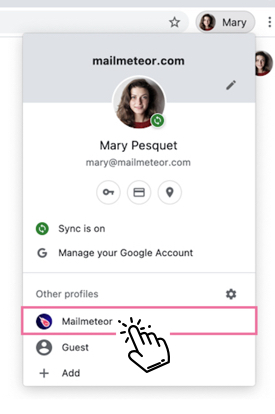 Mary
mailmeteor.com
Mary Pesquet
mary@mailmeteor.com
Sync is on
G Manage your Google Account
Other profiles
Mailmeteor
Guest
Add